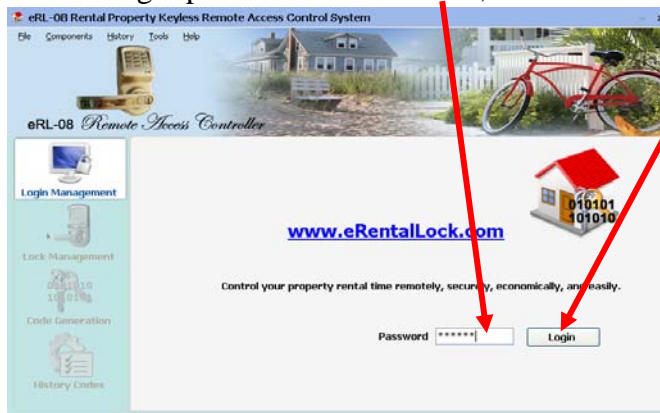 eRL-08 Rental Property Keyless Remote Access Control System
File Components History Tools Help
eRL-08 Remote Access Controller
Login Management
010101
101010
www.eRentalLock.com
Lock Management
Control your property rental time remotely, securely, economically, and easily.
Code Generation
Password ****** Login
History Codes